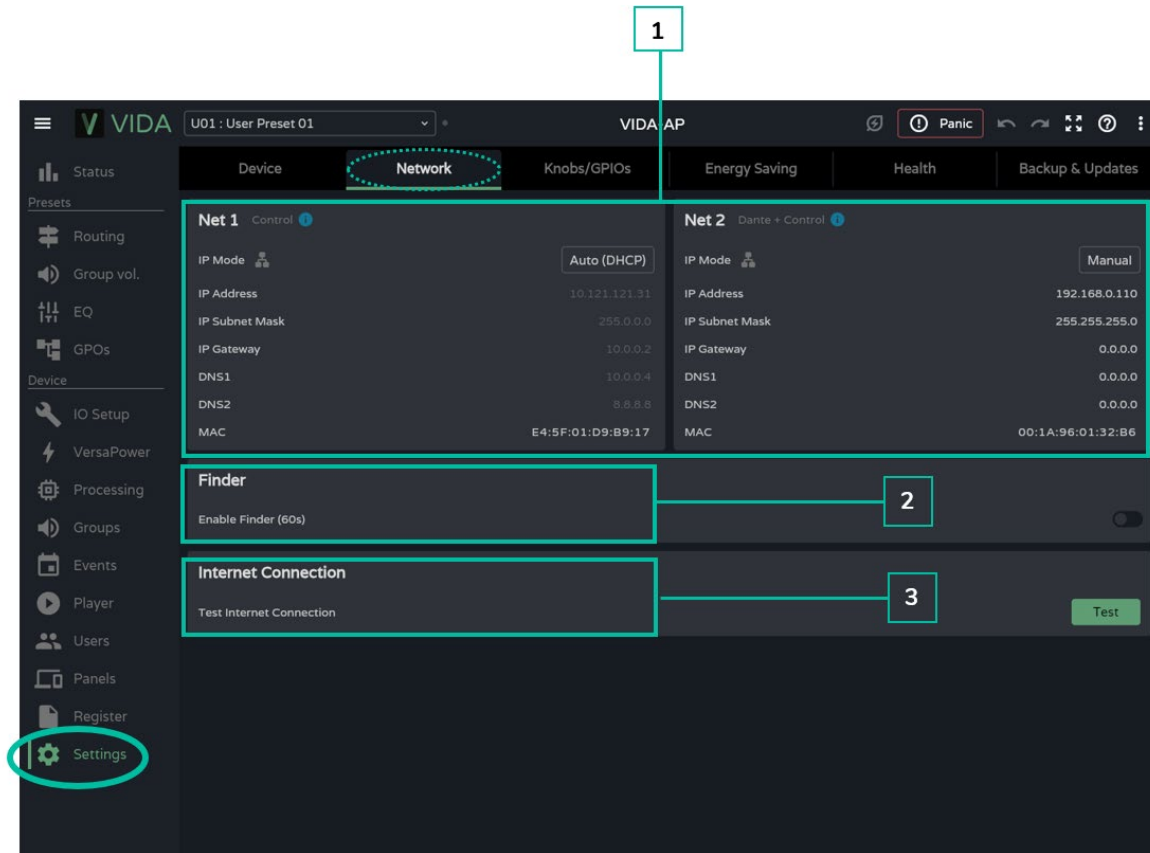 1
VIDA
U01 : User Preset 01
VIDA-AP
Panic
Status
Presets
Routing
Group vol.
EQ
GPOs
Device
IO Setup
VersaPower
Processing
Groups
Events
Player
Users
Panels
Register
Settings
Device Network Knobs/GPIOs Energy Saving Health Backup & Updates
Net 1 Control
IP Mode Auto (DHCP)
IP Address 10.121.121.31
IP Subnet Mask 255.0.0.0
IP Gateway 10.0.0.2
DNS1 10.0.0.4
DNS2 8.8.8.8
MAC E4:5F:01:D9:B9:17
Net 2 Dante + Control
IP Mode Manual
IP Address 192.168.0.110
IP Subnet Mask 255.255.255.0
IP Gateway 0.0.0.0
DNS1 0.0.0.0
DNS2 0.0.0.0
MAC 00:1A:96:01:32:B6
Finder
Enable Finder (60s)
2
Internet Connection
Test Internet Connection
3
Test